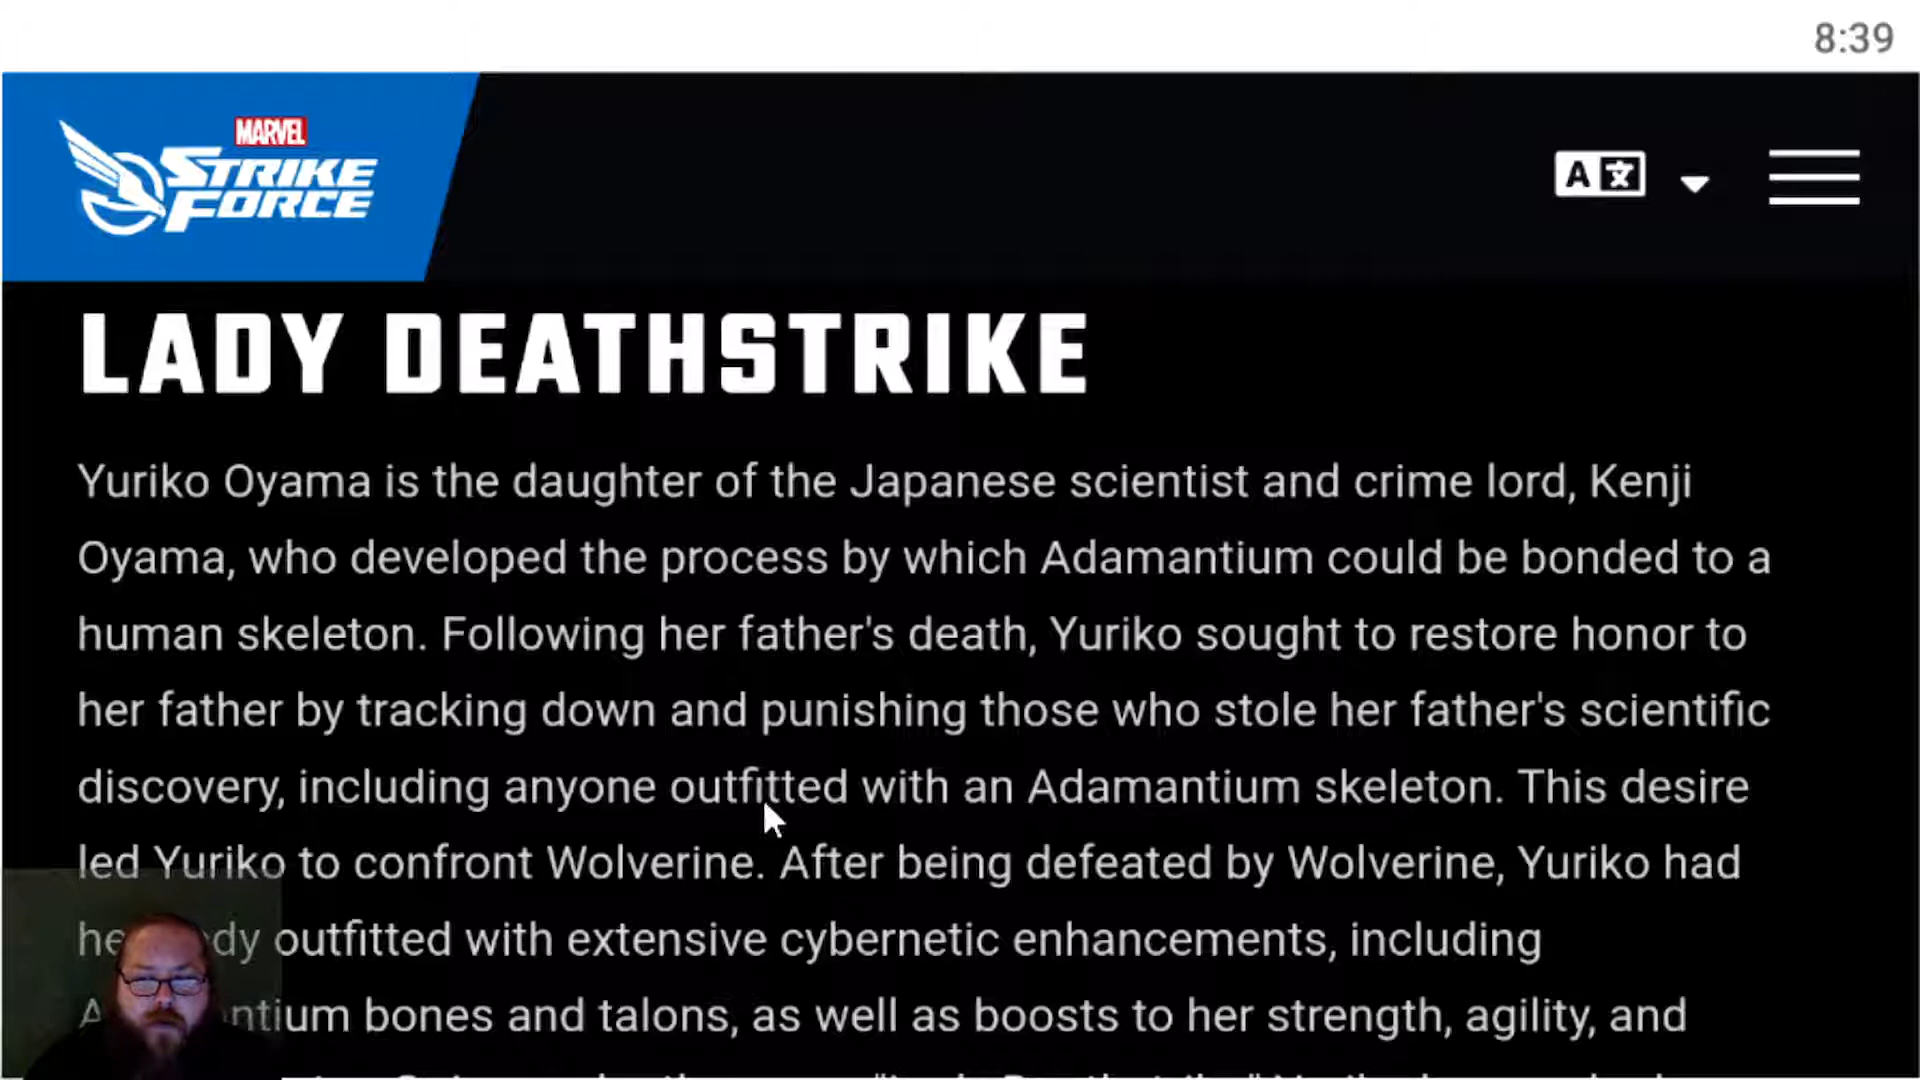 8:39
MARVEL
STRIKE
FORCE
A 文
LADY DEATHSTRIKE
Yuriko Oyama is the daughter of the Japanese scientist and crime lord, Kenji
Oyama, who developed the process by which Adamantium could be bonded to a
human skeleton. Following her father's death, Yuriko sought to restore honor to
her father by tracking down and punishing those who stole her father's scientific
discovery, including anyone outfitted with an Adamantium skeleton. This desire
led Yuriko to confront Wolverine. After being defeated by Wolverine, Yuriko had
outfitted with extensive cybernetic enhancements, including
bones and talons, as well as boosts to her strength, agility, and